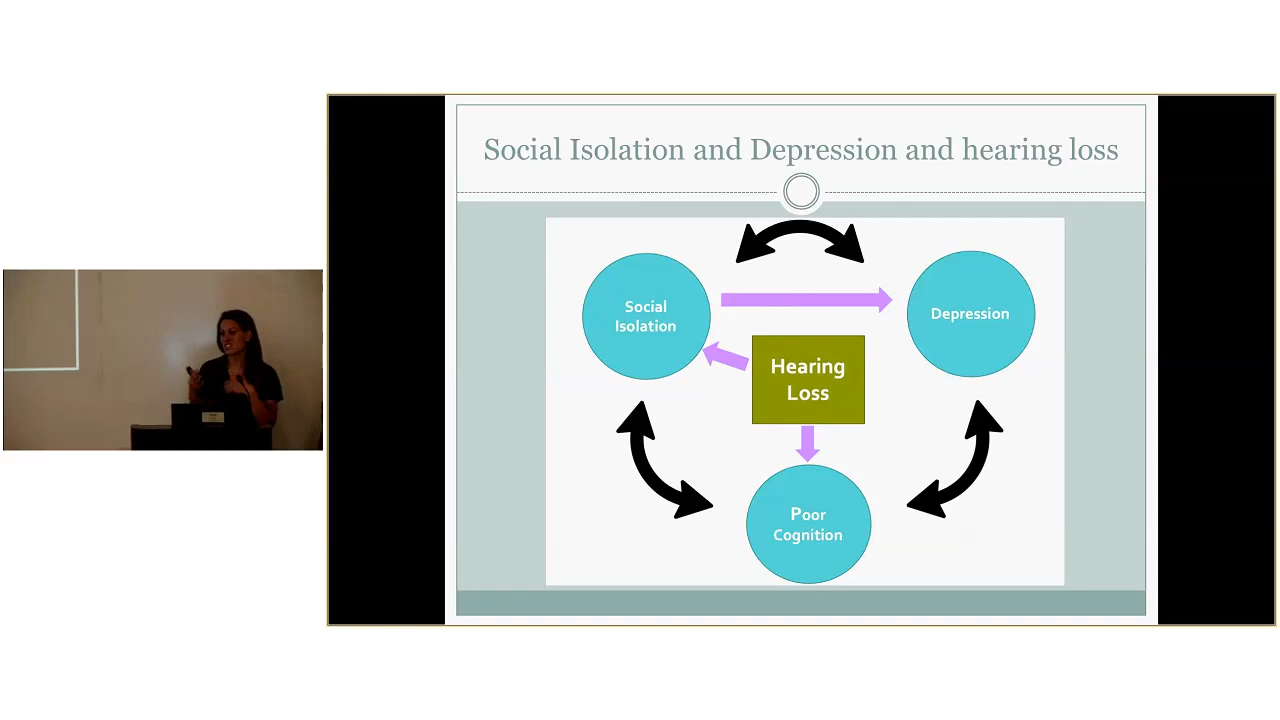 Social Isolation and Depression and hearing loss
Social
Isolation
Depression
Hearing
Loss
Poor
Cognition